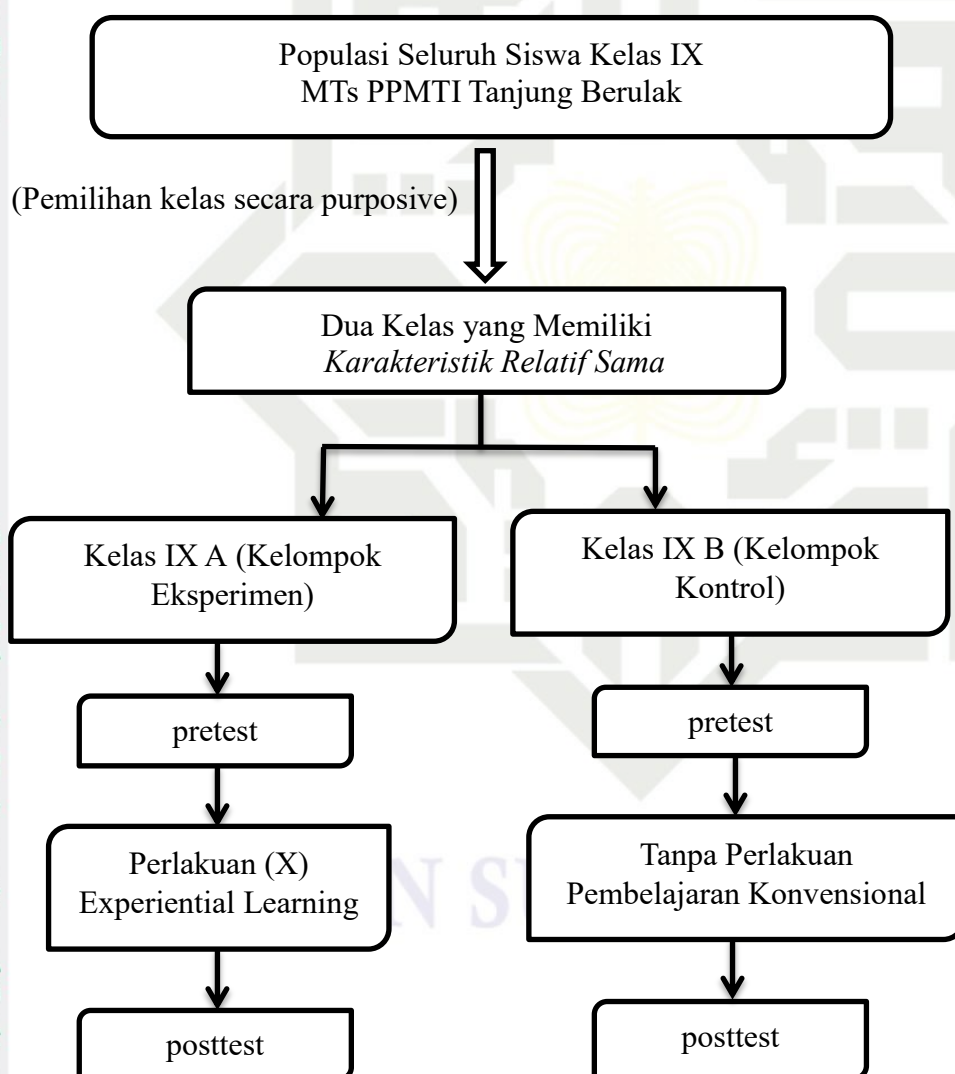 Populasi Seluruh Siswa Kelas IX
MTs PPMTI Tanjung Berulak
(Pemilihan kelas secara purposive)
Dua Kelas yang Memiliki
Karakteristik Relatif Sama
Kelas IX A (Kelompok
Eksperimen)
Kelas IX B (Kelompok
Kontrol)
pretest
pretest
Perlakuan (X)
Experiential Learning
Tanpa Perlakuan
Pembelajaran Konvensional
N S
posttest
posttest